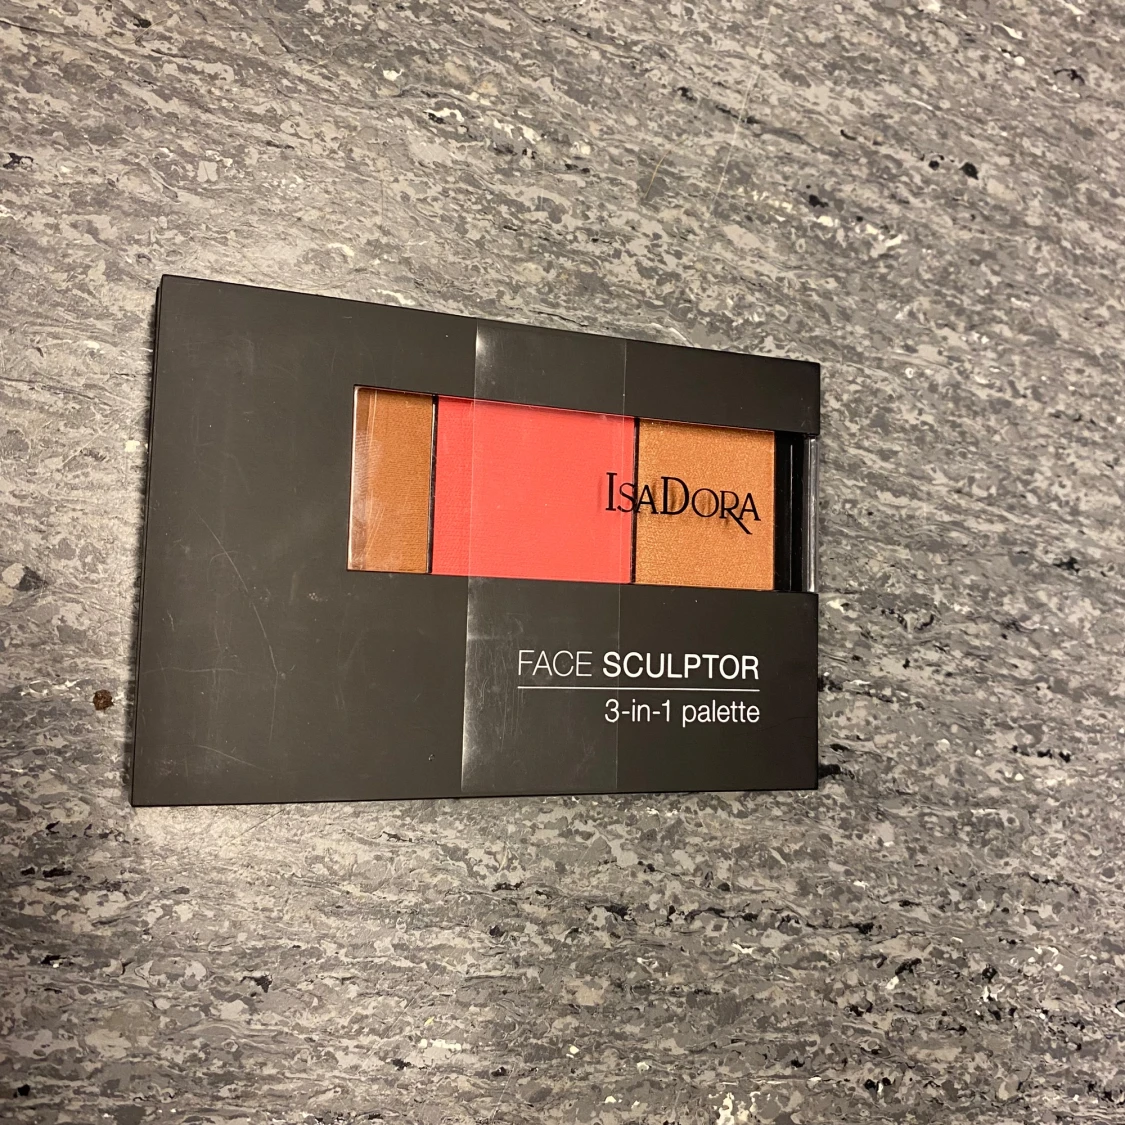 IsaDora
FACE SCULPTOR
3-in-1 palette